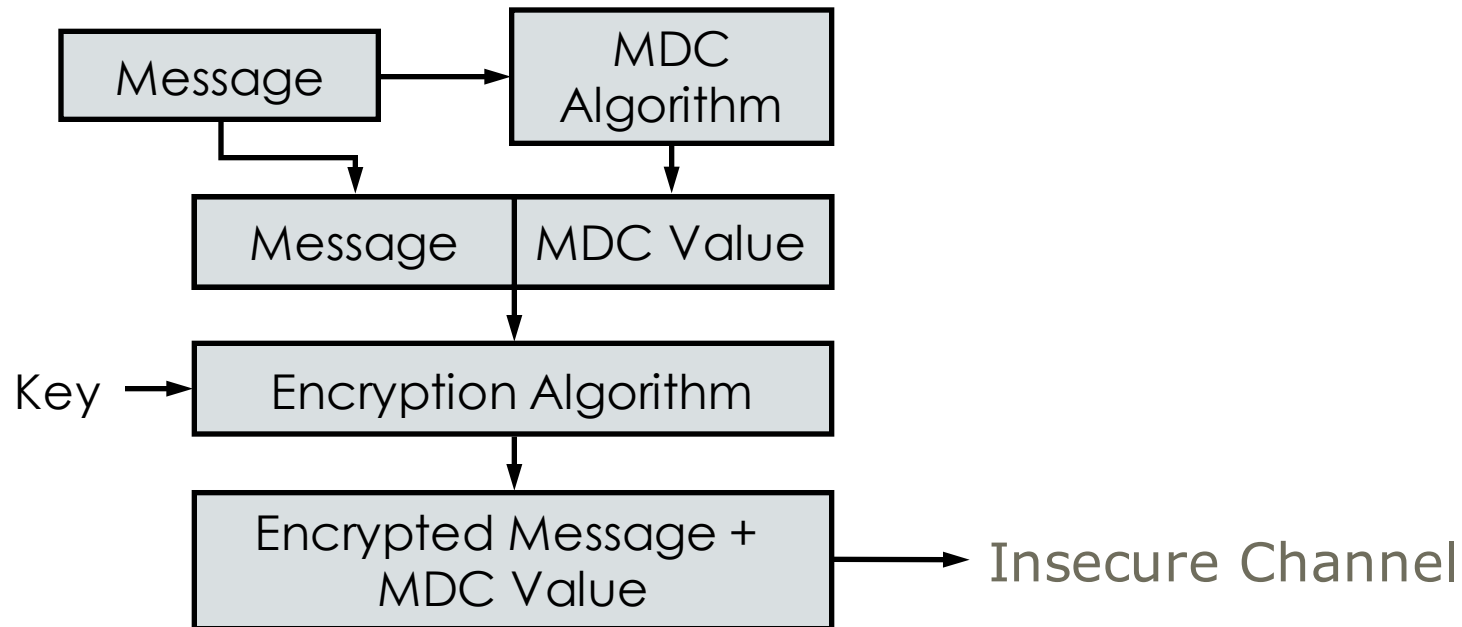 Message
MDC
Algorithm
Message
MDC Value
Key
Encryption Algorithm
Encrypted Message +
MDC Value
Insecure Channel